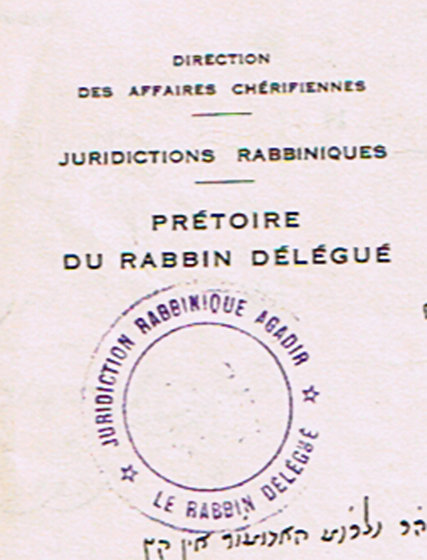 DIRECTION
DES AFFAIRES CHÉRIFIENNES
JURIDICTIONS RABBINIQUES
PRÉTOIRE
DU RABBIN DÉLÉGUÉ
JURIDICTION RABBINIQUE AGADIR
LE RABBIN DÉLÉGUÉ